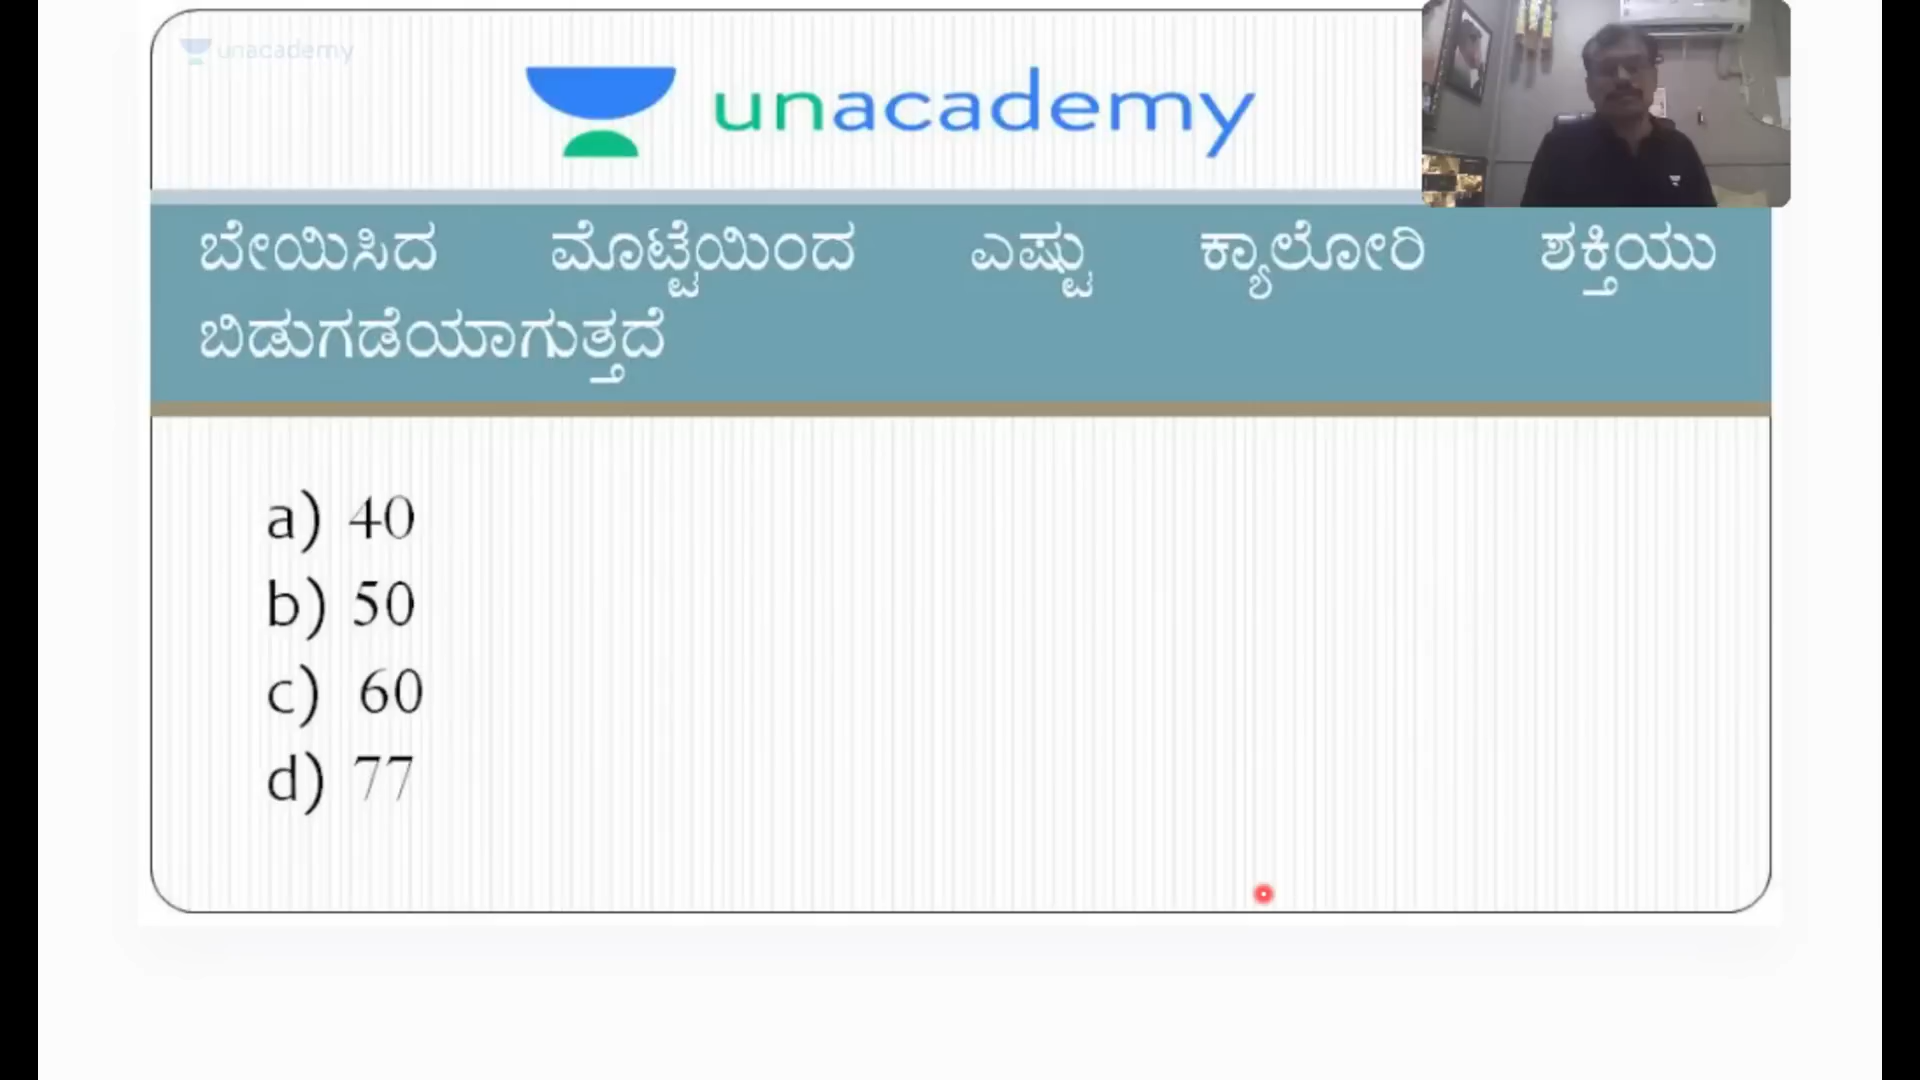 unacademy
unacademy
ಬೇಯಿಸಿದ ಮೊಟ್ಟೆಯಿಂದ ಎಷ್ಟು ಕ್ಯಾಲೋರಿ ಶಕ್ತಿಯು
ಬಿಡುಗಡೆಯಾಗುತ್ತದೆ
a) 40
b) 50
c) 60
d) 77